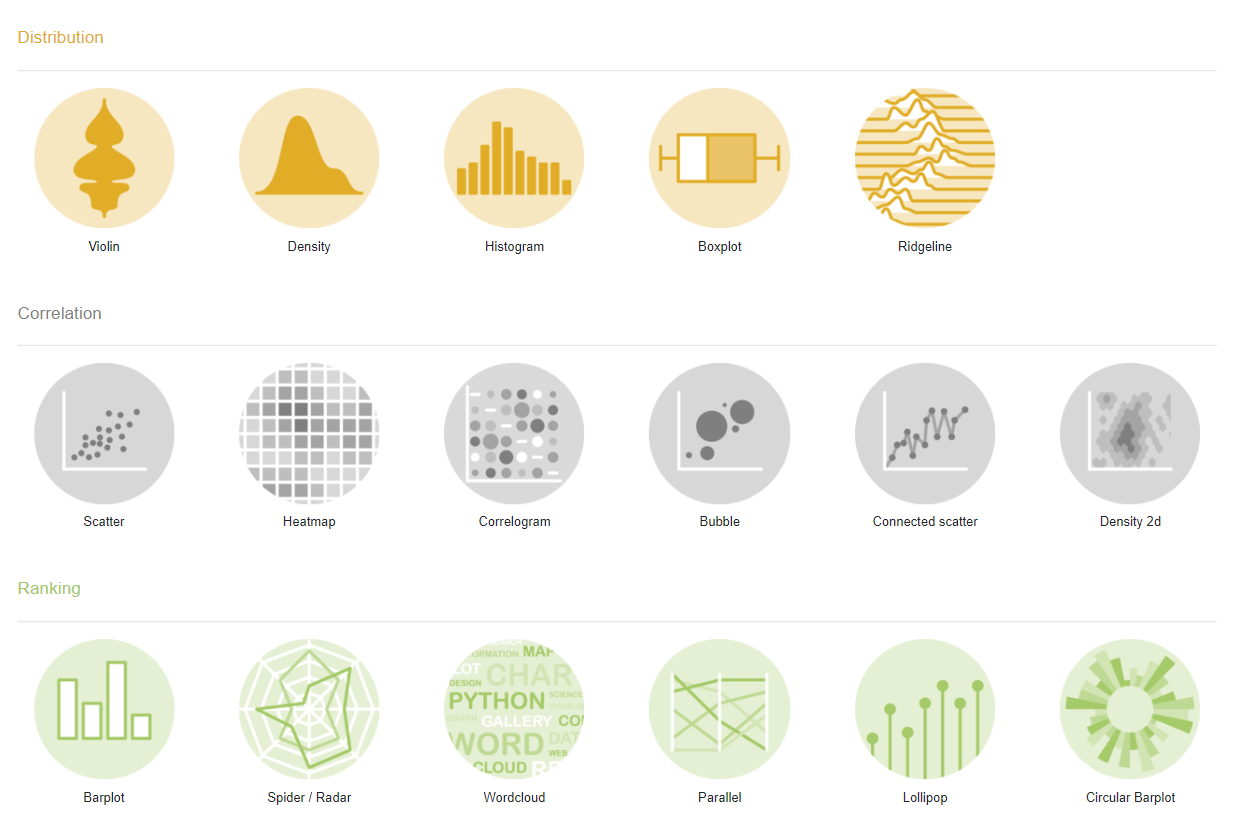 Distribution
Violin
Density
Histogram
Boxplot
Ridgeline
Correlation
Scatter
Heatmap
Correlogram
Bubble
Connected scatter
Density 2d
Ranking
ORMATION MAP
LOT CHAR
DESIGN
PYTHON SCIENCE
GRAPH GALLERY CO
WORD DAT
WEB
CLOUD
Barplot
Spider / Radar
Wordcloud
Parallel
Lollipop
Circular Barplot